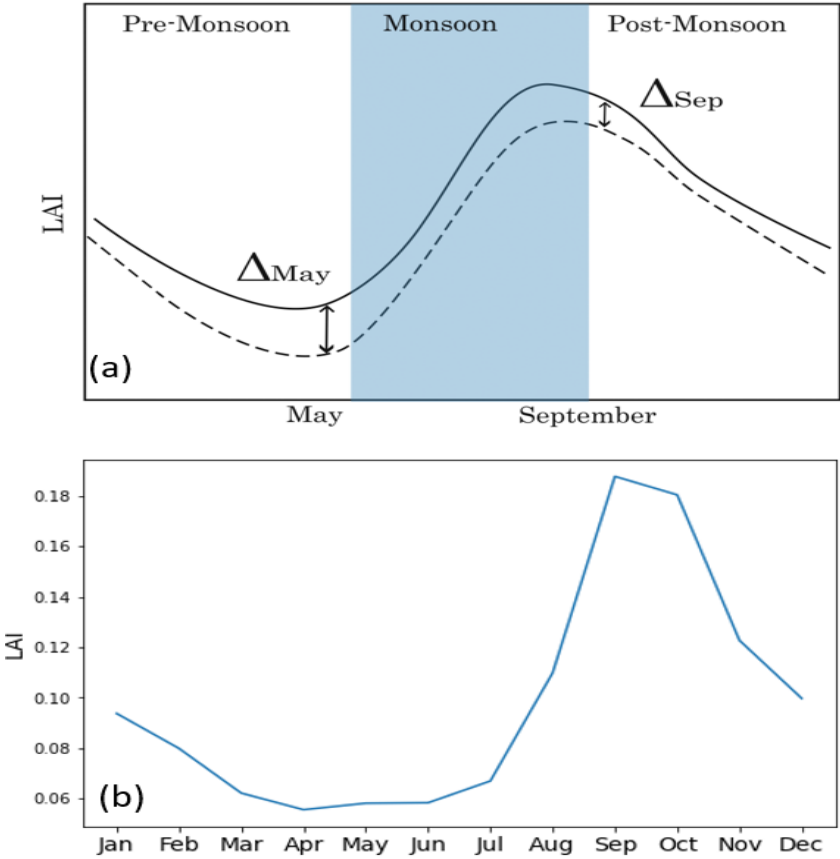 Pre-Monsoon Monsoon Post-Monsoon
ΔSep
LAI
ΔMay
(a)
May September
0.18
0.16
0.14
0.12
0.10
0.08
0.06
LAI
(b)
Jan Feb Mar Apr May Jun Jul Aug Sep Oct Nov Dec